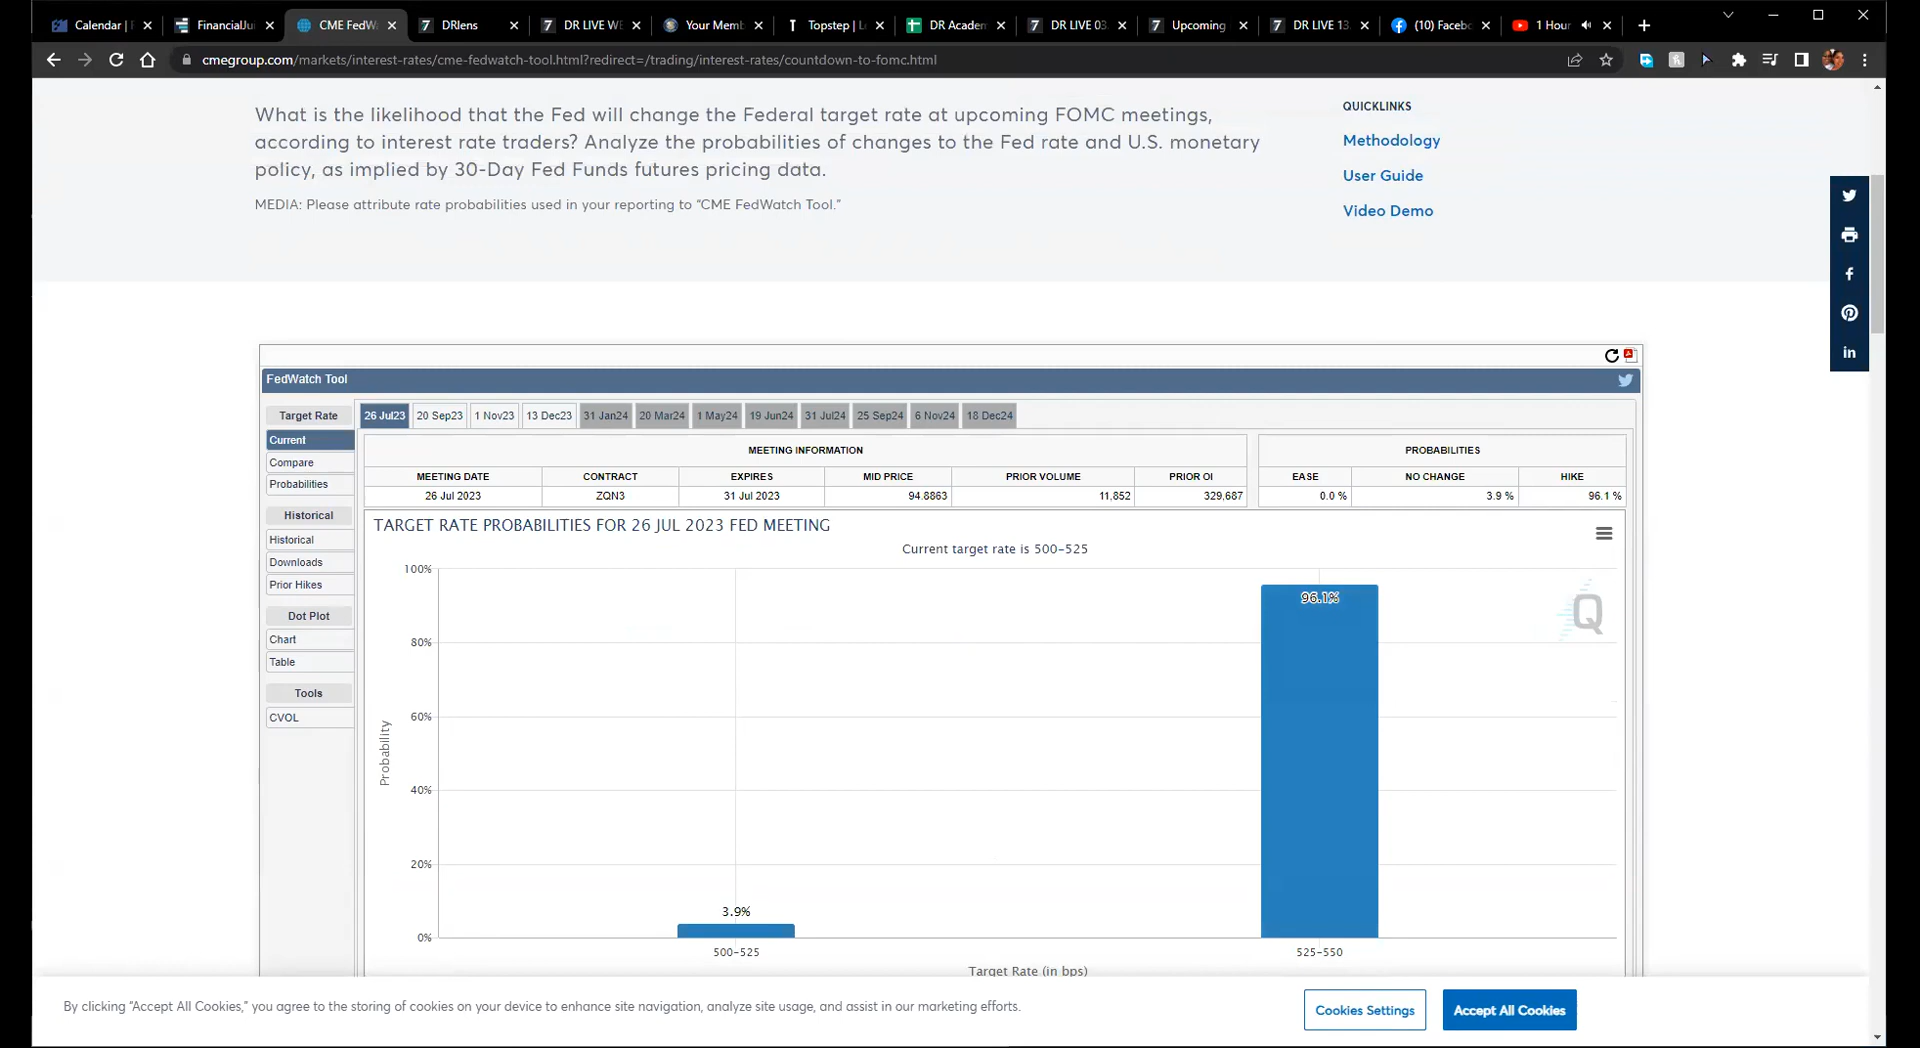 Calendar |
FinancialJui
CME FedW
DRlens
DR LIVE WE
Your Memb
Topstep | L
DR Academ
DR LIVE 03.
Upcoming
DR LIVE 13.
(10) Facebo
1 Hour
cmegroup.com/markets/interest-rates/cme-fedwatch-tool.html?redirect=/trading/interest-rates/countdown-to-fomc.html
What is the likelihood that the Fed will change the Federal target rate at upcoming FOMC meetings,
according to interest rate traders? Analyze the probabilities of changes to the Fed rate and U.S. monetary
policy, as implied by 30-Day Fed Funds futures pricing data.
MEDIA: Please attribute rate probabilities used in your reporting to “CME FedWatch Tool.”
QUICKLINKS
Methodology
User Guide
Video Demo
FedWatch Tool
Target Rate
Current
Compare
Probabilities
Historical
Historical
Downloads
Prior Hikes
Dot Plot
Chart
Table
Tools
CVOL
26 Jul23 20 Sep23 1 Nov23 13 Dec23 31 Jan24 20 Mar24 1 May24 19 Jun24 31 Jul24 25 Sep24 6 Nov24 18 Dec24
MEETING INFORMATION
MEETING DATE CONTRACT EXPIRES MID PRICE PRIOR VOLUME PRIOR OI
26 Jul 2023 ZQN3 31 Jul 2023 94.8863 11,852 329,687
PROBABILITIES
EASE NO CHANGE HIKE
0.0 % 3.9 % 96.1 %
TARGET RATE PROBABILITIES FOR 26 JUL 2023 FED MEETING
Current target rate is 500-525
Probability
100%
80%
60%
40%
20%
0%
96.1%
3.9%
Q
500-525 525-550
Target Rate (in bps)
By clicking “Accept All Cookies,” you agree to the storing of cookies on your device to enhance site navigation, analyze site usage, and assist in our marketing efforts.
Cookies Settings
Accept All Cookies